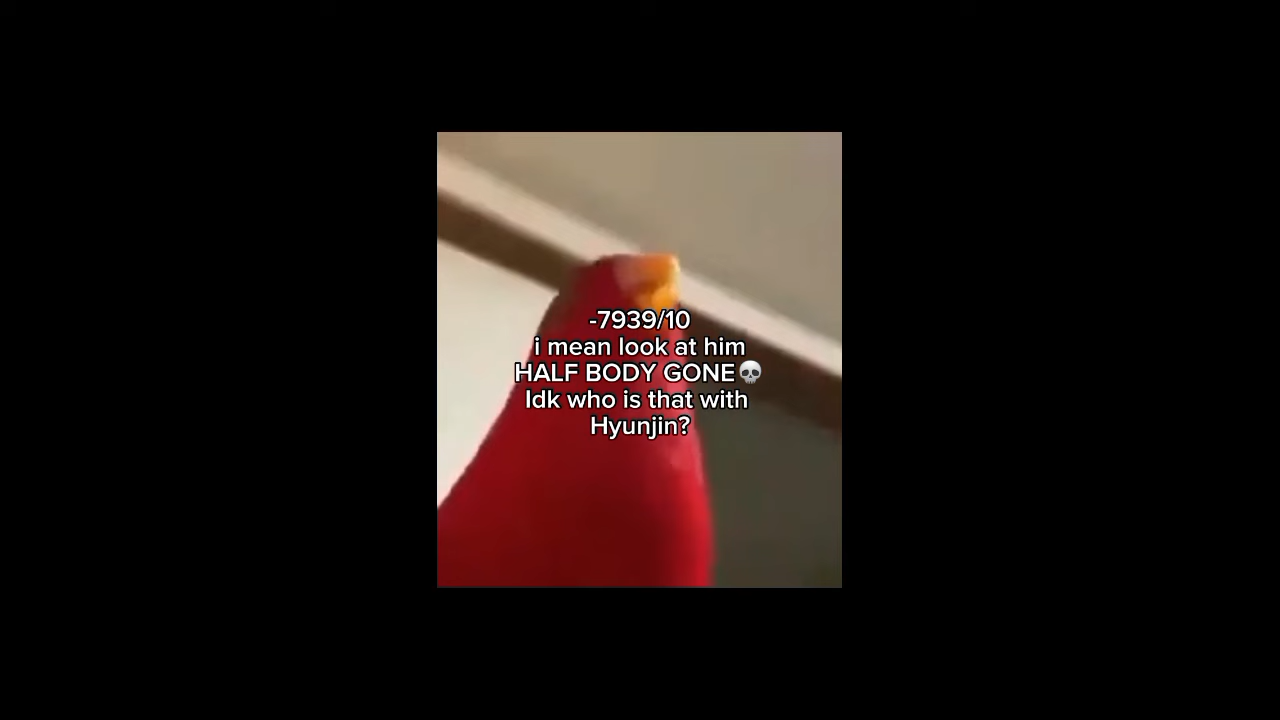 -7939/10
i mean look at him
HALF BODY GONE💀
Idk who is that with
Hyunjin?